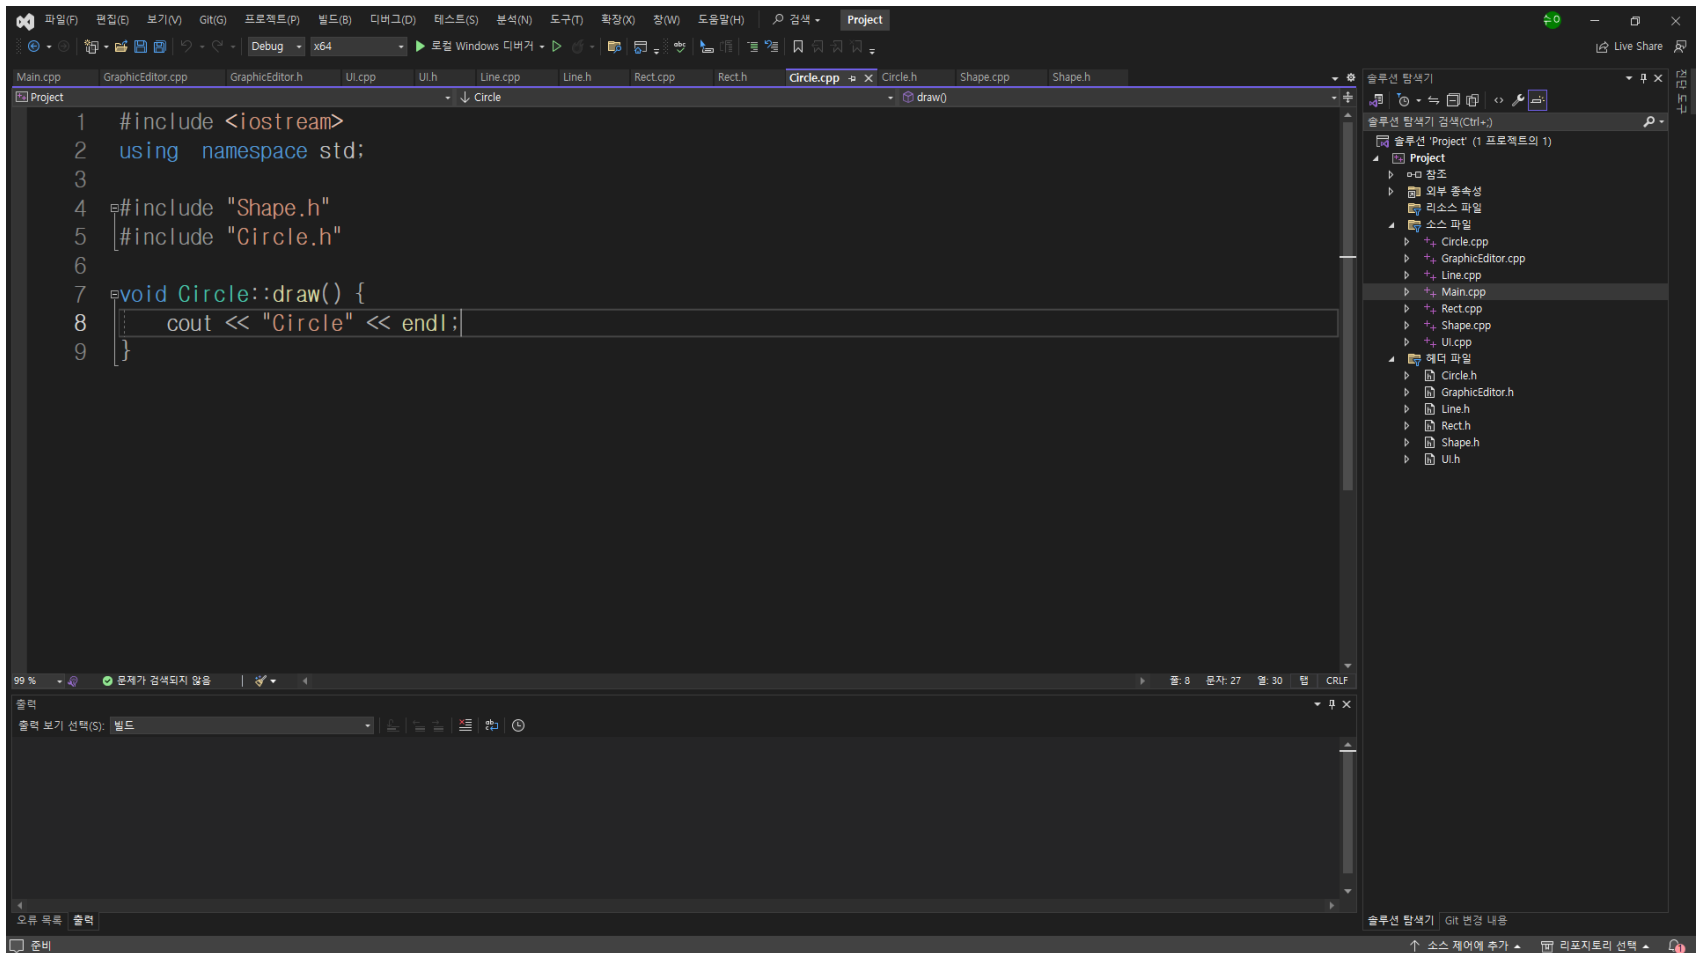 파일(F) 편집(E) 보기(V) Git(G) 프로젝트(P) 빌드(B) 디버그(D) 테스트(S) 분석(N) 도구(T) 확장(X) 창(W) 도움말(H) 검색 Project
Debug x64 로컬 Windows 디버거 Live Share
Main.cpp GraphicEditor.cpp GraphicEditor.h UI.cpp UI.h Line.cpp Line.h Rect.cpp Rect.h Circle.cpp Circle.h Shape.cpp Shape.h
Project Circle draw()
1 #include <iostream>
2 using namespace std;
3
4 #include "Shape.h"
5 #include "Circle.h"
6
7 void Circle::draw() {
8 cout << "Circle" << endl;
9 }
99 % 문제가 검색되지 않음 줄: 8 문자: 27 열: 30 탭 CRLF
출력
출력 보기 선택(S): 빌드
오류 목록 출력
솔루션 탐색기
솔루션 탐색기 검색(Ctrl+;)
솔루션 'Project' (1 프로젝트의 1)
Project
참조
외부 종속성
리소스 파일
소스 파일
Circle.cpp
GraphicEditor.cpp
Line.cpp
Main.cpp
Rect.cpp
Shape.cpp
UI.cpp
헤더 파일
Circle.h
GraphicEditor.h
Line.h
Rect.h
Shape.h
UI.h
솔루션 탐색기 Git 변경 내용
진단 도구
준비 소스 제어에 추가 리포지토리 선택 1